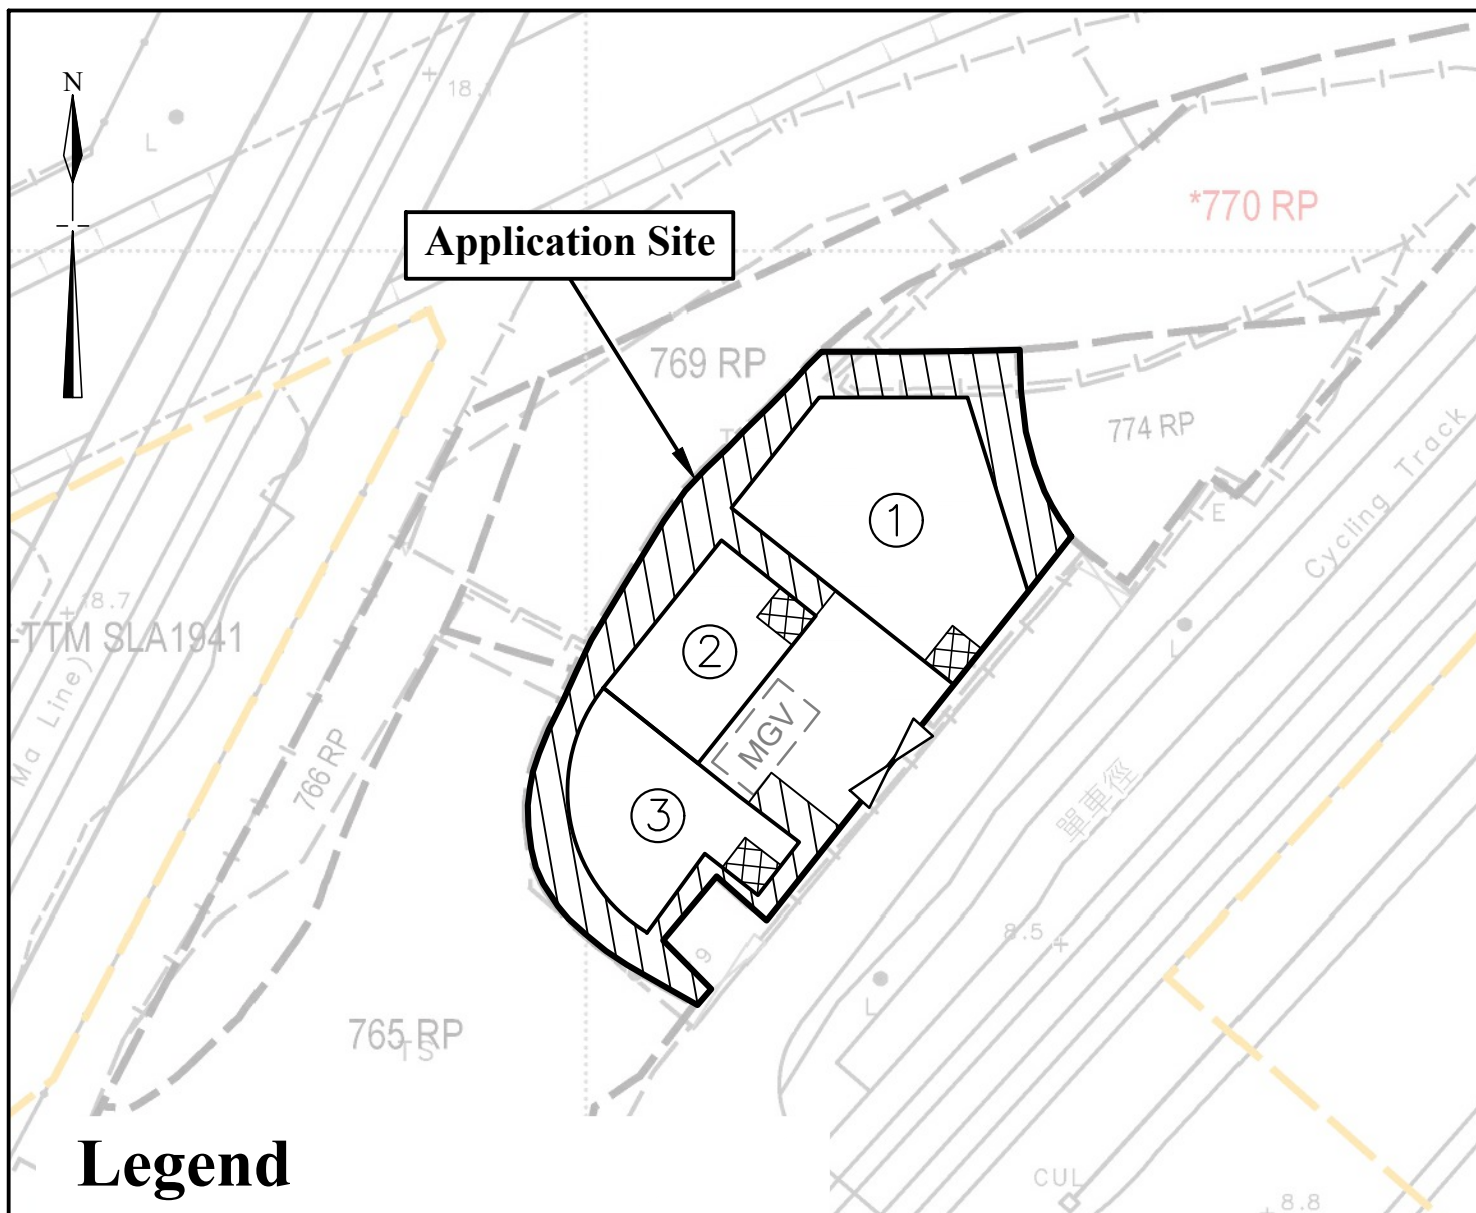 N
18.1
L
*770 RP
Application Site
769 RP
774 RP
Cycling Track
1
E
18.7
-TTM SLA1941
2
L
Ma Line)
MGV
766 RP
3
單車徑
8.5
9
L
765 RP
TS
Legend
CUL
8.8